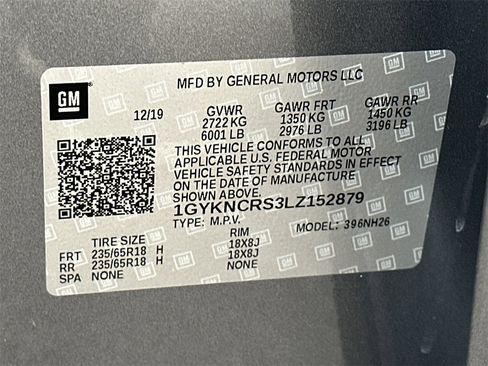 GM
MFD BY GENERAL MOTORS LLC
12/19 GVWR GAWR FRT GAWR RR
2722 KG 1350 KG 1450 KG
6001 LB 2976 LB 3196 LB
THIS VEHICLE CONFORMS TO ALL
APPLICABLE U.S. FEDERAL MOTOR
VEHICLE SAFETY STANDARDS IN EFFECT
ON THE DATE OF MANUFACTURE
SHOWN ABOVE.
1GYKNCRS3LZ152879
TYPE: M.P.V. MODEL: 396NH26
TIRE SIZE RIM
FRT 235/65R18 H 18X8J
RR 235/65R18 H 18X8J
SPA NONE NONE